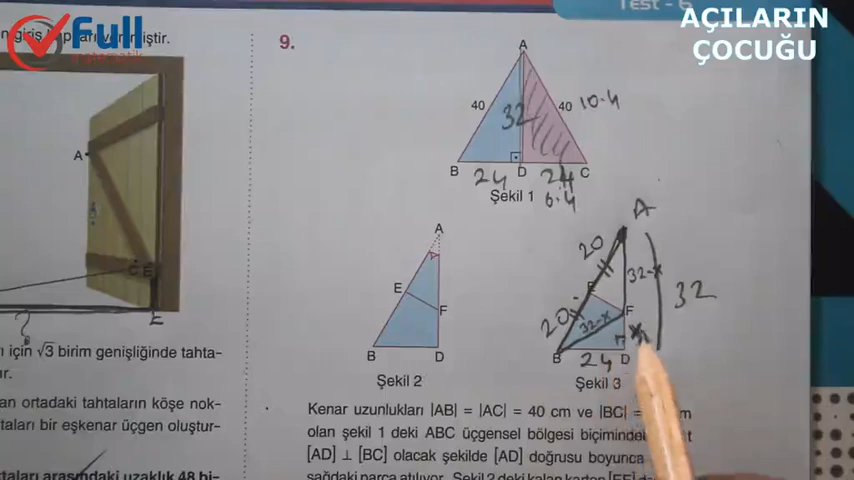 Test - 6
AÇILARIN
ÇOCUĞU
Full
matematik
giriş kapıları verilmiştir.
A
C
E
E
?
için √3 birim genişliğinde tahta-
an ortadaki tahtaların köşe nok-
taları bir eşkenar üçgen oluştur-
taları arasındaki uzaklık 48 bi-
9.
A
40
32
40
10.4
B
24
D
24
C
6.4
Şekil 1
A
E
F
B
D
Şekil 2
A
20
32-x
32
20
E
32-x
F
x
B
24
D
Şekil 3
Kenar uzunlukları |AB| = |AC| = 40 cm ve |BC| =
olan şekil 1 deki ABC üçgensel bölgesi biçimindeki
[AD] ⊥ [BC] olacak şekilde [AD] doğrusu boyunca
sağdaki parça atılıyor. Şekil 2 deki kalan karton [EF]